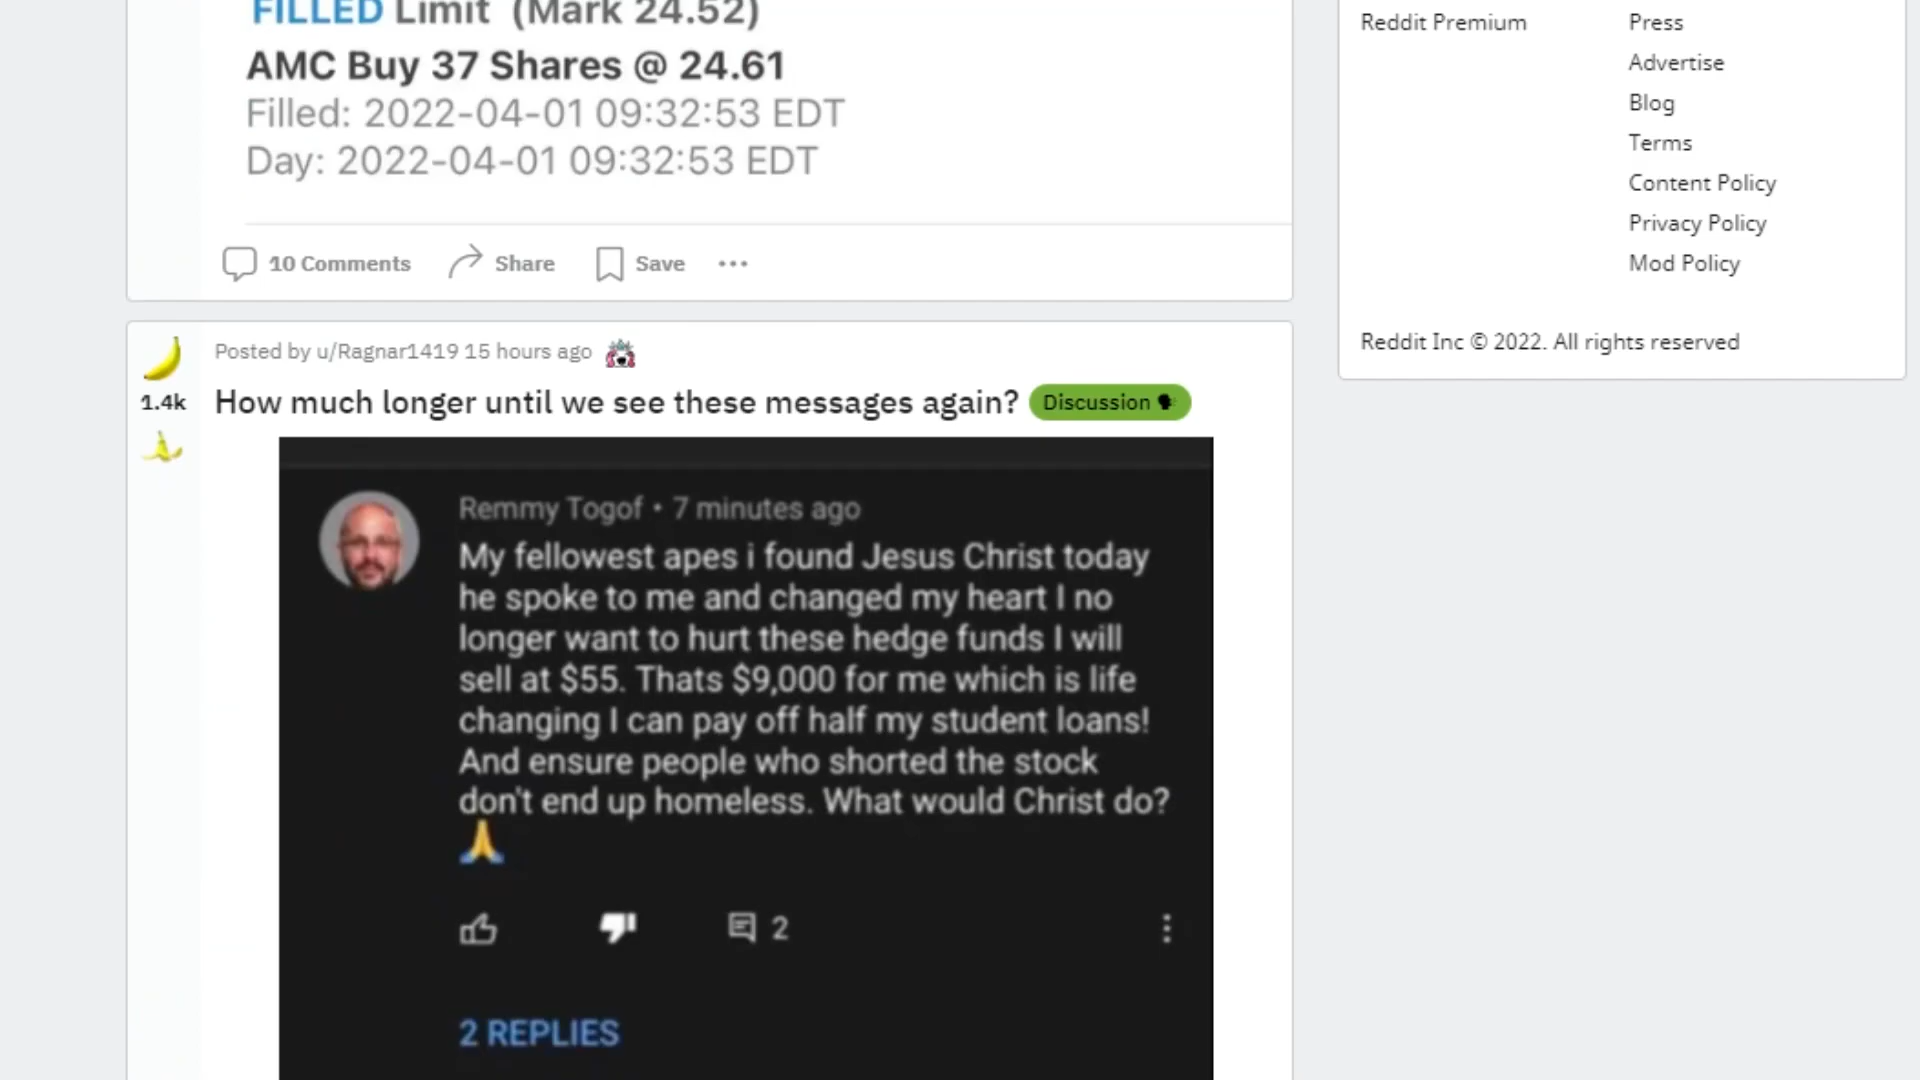 FILLED Limit (Mark 24.52)
AMC Buy 37 Shares @ 24.61
Filled: 2022-04-01 09:32:53 EDT
Day: 2022-04-01 09:32:53 EDT
10 Comments
Share
Save
Posted by u/Ragnar1419 15 hours ago
1.4k
How much longer until we see these messages again?
Discussion
Remmy Togof • 7 minutes ago
My fellowest apes i found Jesus Christ today
he spoke to me and changed my heart I no
longer want to hurt these hedge funds I will
sell at $55. Thats $9,000 for me which is life
changing I can pay off half my student loans!
And ensure people who shorted the stock
don't end up homeless. What would Christ do?
🙏
2
2 REPLIES
Reddit Premium
Press
Advertise
Blog
Terms
Content Policy
Privacy Policy
Mod Policy
Reddit Inc © 2022. All rights reserved